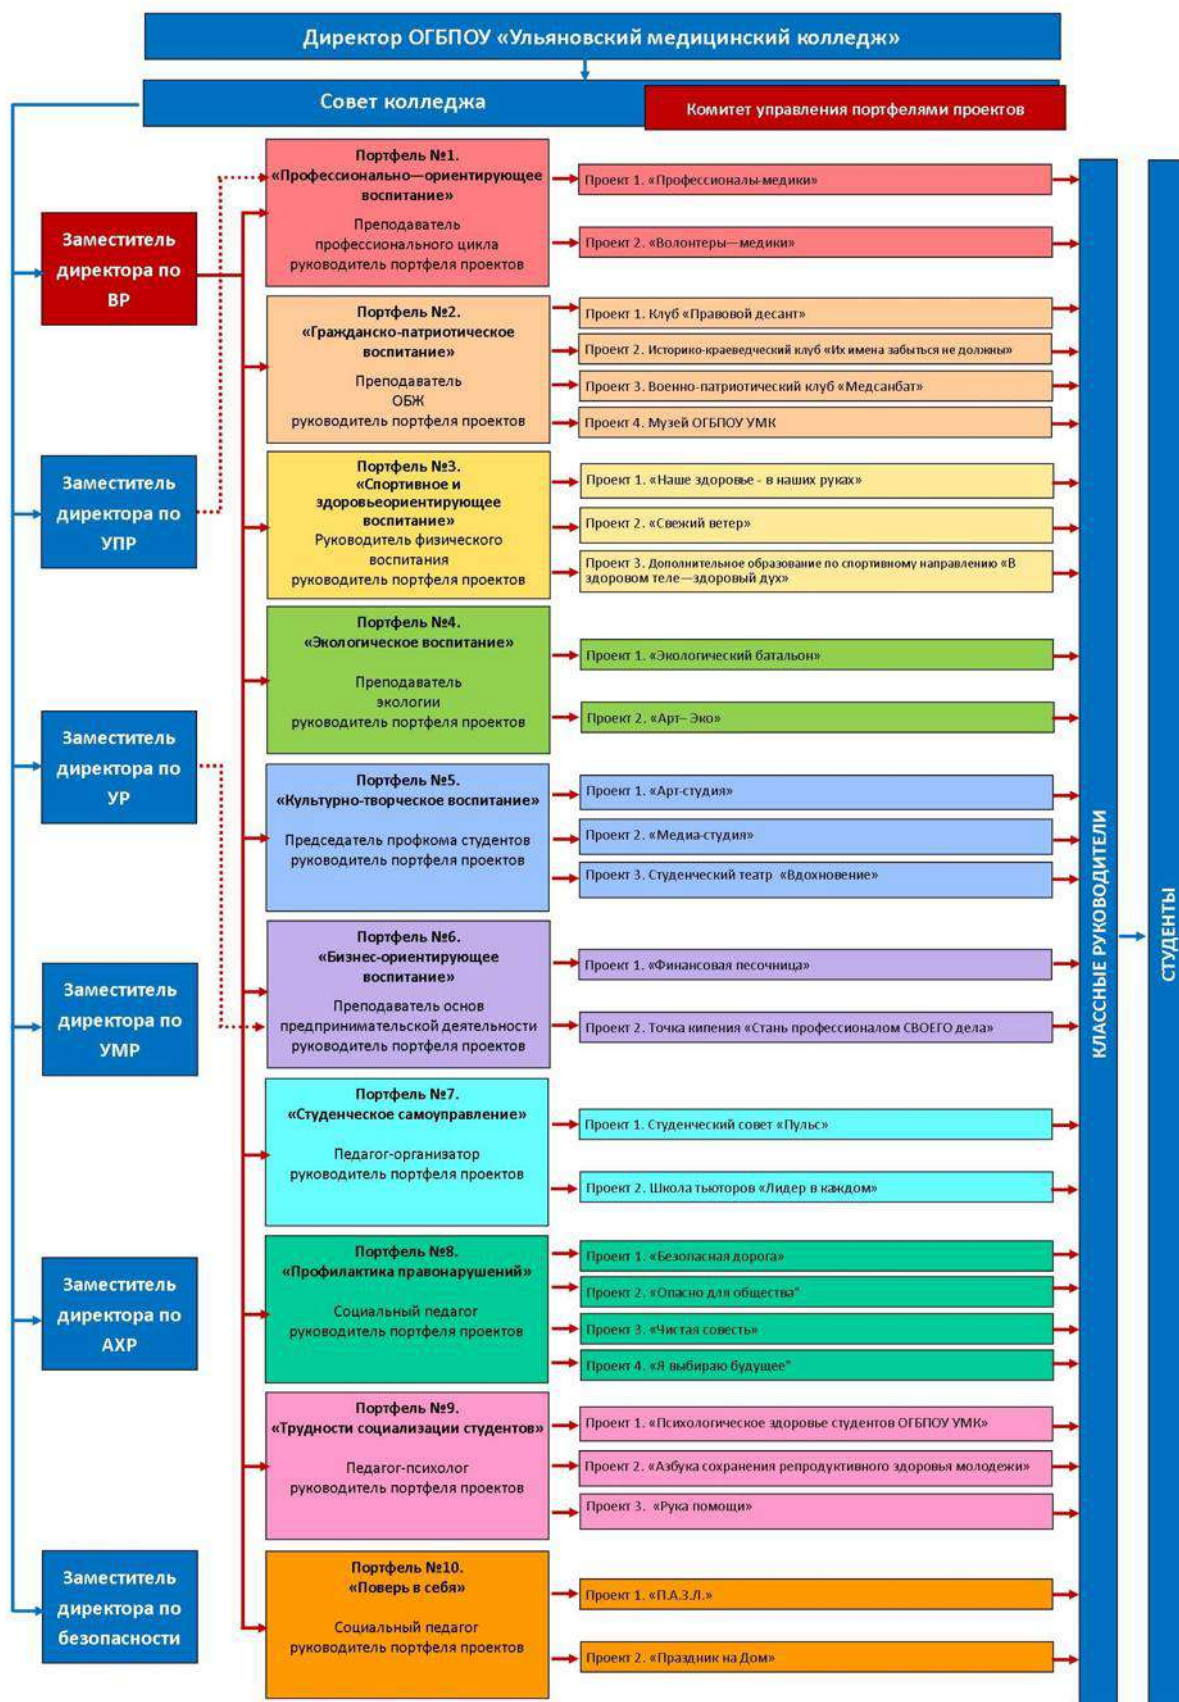 Директор ОГБПОУ «Ульяновский медицинский колледж»
Совет колледжа
Комитет управления портфелями проектов
Заместитель
директора по
ВР
Заместитель
директора по
УПР
Заместитель
директора по
УР
Заместитель
директора по
УМР
Заместитель
директора по
АХР
Заместитель
директора по
безопасности
Портфель №1.
«Профессионально—ориентирующее
воспитание»
Преподаватель
профессионального цикла
руководитель портфеля проектов
Проект 1. «Профессионалы-медики»
Проект 2. «Волонтеры—медики»
Портфель №2.
«Гражданско-патриотическое
воспитание»
Преподаватель
ОБЖ
руководитель портфеля проектов
Проект 1. Клуб «Правовой десант»
Проект 2. Историко-краеведческий клуб «Их имена забыться не должны»
Проект 3. Военно-патриотический клуб «Медсанбат»
Проект 4. Музей ОГБПОУ УМК
Портфель №3.
«Спортивное и
здоровьеориентирующее
воспитание»
Руководитель физического
воспитания
руководитель портфеля проектов
Проект 1. «Наше здоровье - в наших руках»
Проект 2. «Свежий ветер»
Проект 3. Дополнительное образование по спортивному направлению «В
здоровом теле—здоровый дух»
Портфель №4.
«Экологическое воспитание»
Преподаватель
экологии
руководитель портфеля проектов
Проект 1. «Экологический батальон»
Проект 2. «Арт– Эко»
Портфель №5.
«Культурно-творческое воспитание»
Председатель профкома студентов
руководитель портфеля проектов
Проект 1. «Арт-студия»
Проект 2. «Медиа-студия»
Проект 3. Студенческий театр «Вдохновение»
Портфель №6.
«Бизнес-ориентирующее
воспитание»
Преподаватель основ
предпринимательской деятельности
руководитель портфеля проектов
Проект 1. «Финансовая песочница»
Проект 2. Точка кипения «Стань профессионалом СВОЕГО дела»
Портфель №7.
«Студенческое самоуправление»
Педагог-организатор
руководитель портфеля проектов
Проект 1. Студенческий совет «Пульс»
Проект 2. Школа тьюторов «Лидер в каждом»
Портфель №8.
«Профилактика правонарушений»
Социальный педагог
руководитель портфеля проектов
Проект 1. «Безопасная дорога»
Проект 2. «Опасно для общества"
Проект 3. «Чистая совесть»
Проект 4. «Я выбираю будущее"
Портфель №9.
«Трудности социализации студентов»
Педагог-психолог
руководитель портфеля проектов
Проект 1. «Психологическое здоровье студентов ОГБПОУ УМК»
Проект 2. «Азбука сохранения репродуктивного здоровья молодежи»
Проект 3. «Рука помощи»
Портфель №10.
«Поверь в себя»
Социальный педагог
руководитель портфеля проектов
Проект 1. «П.А.З.Л.»
Проект 2. «Праздник на Дом»
КЛАССНЫЕ РУКОВОДИТЕЛИ
СТУДЕНТЫ